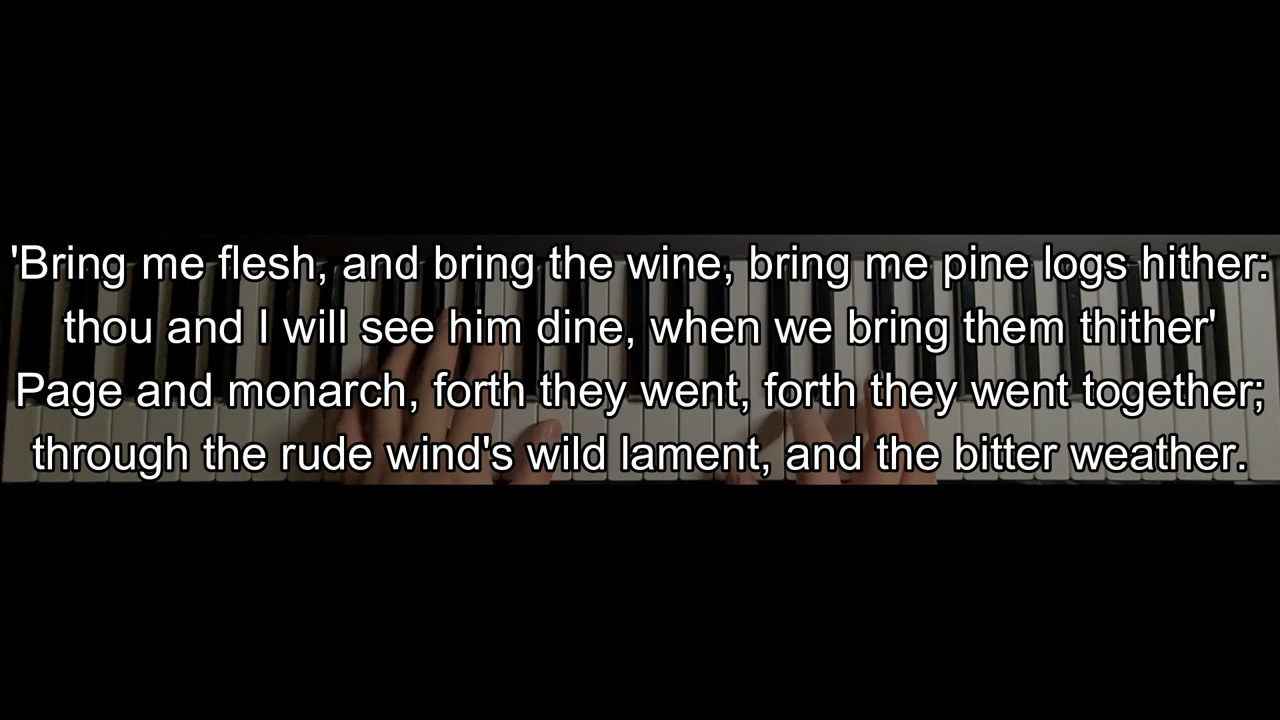 'Bring me flesh, and bring the wine, bring me pine logs hither:
thou and I will see him dine, when we bring them thither'
Page and monarch, forth they went, forth they went together;
through the rude wind's wild lament, and the bitter weather.